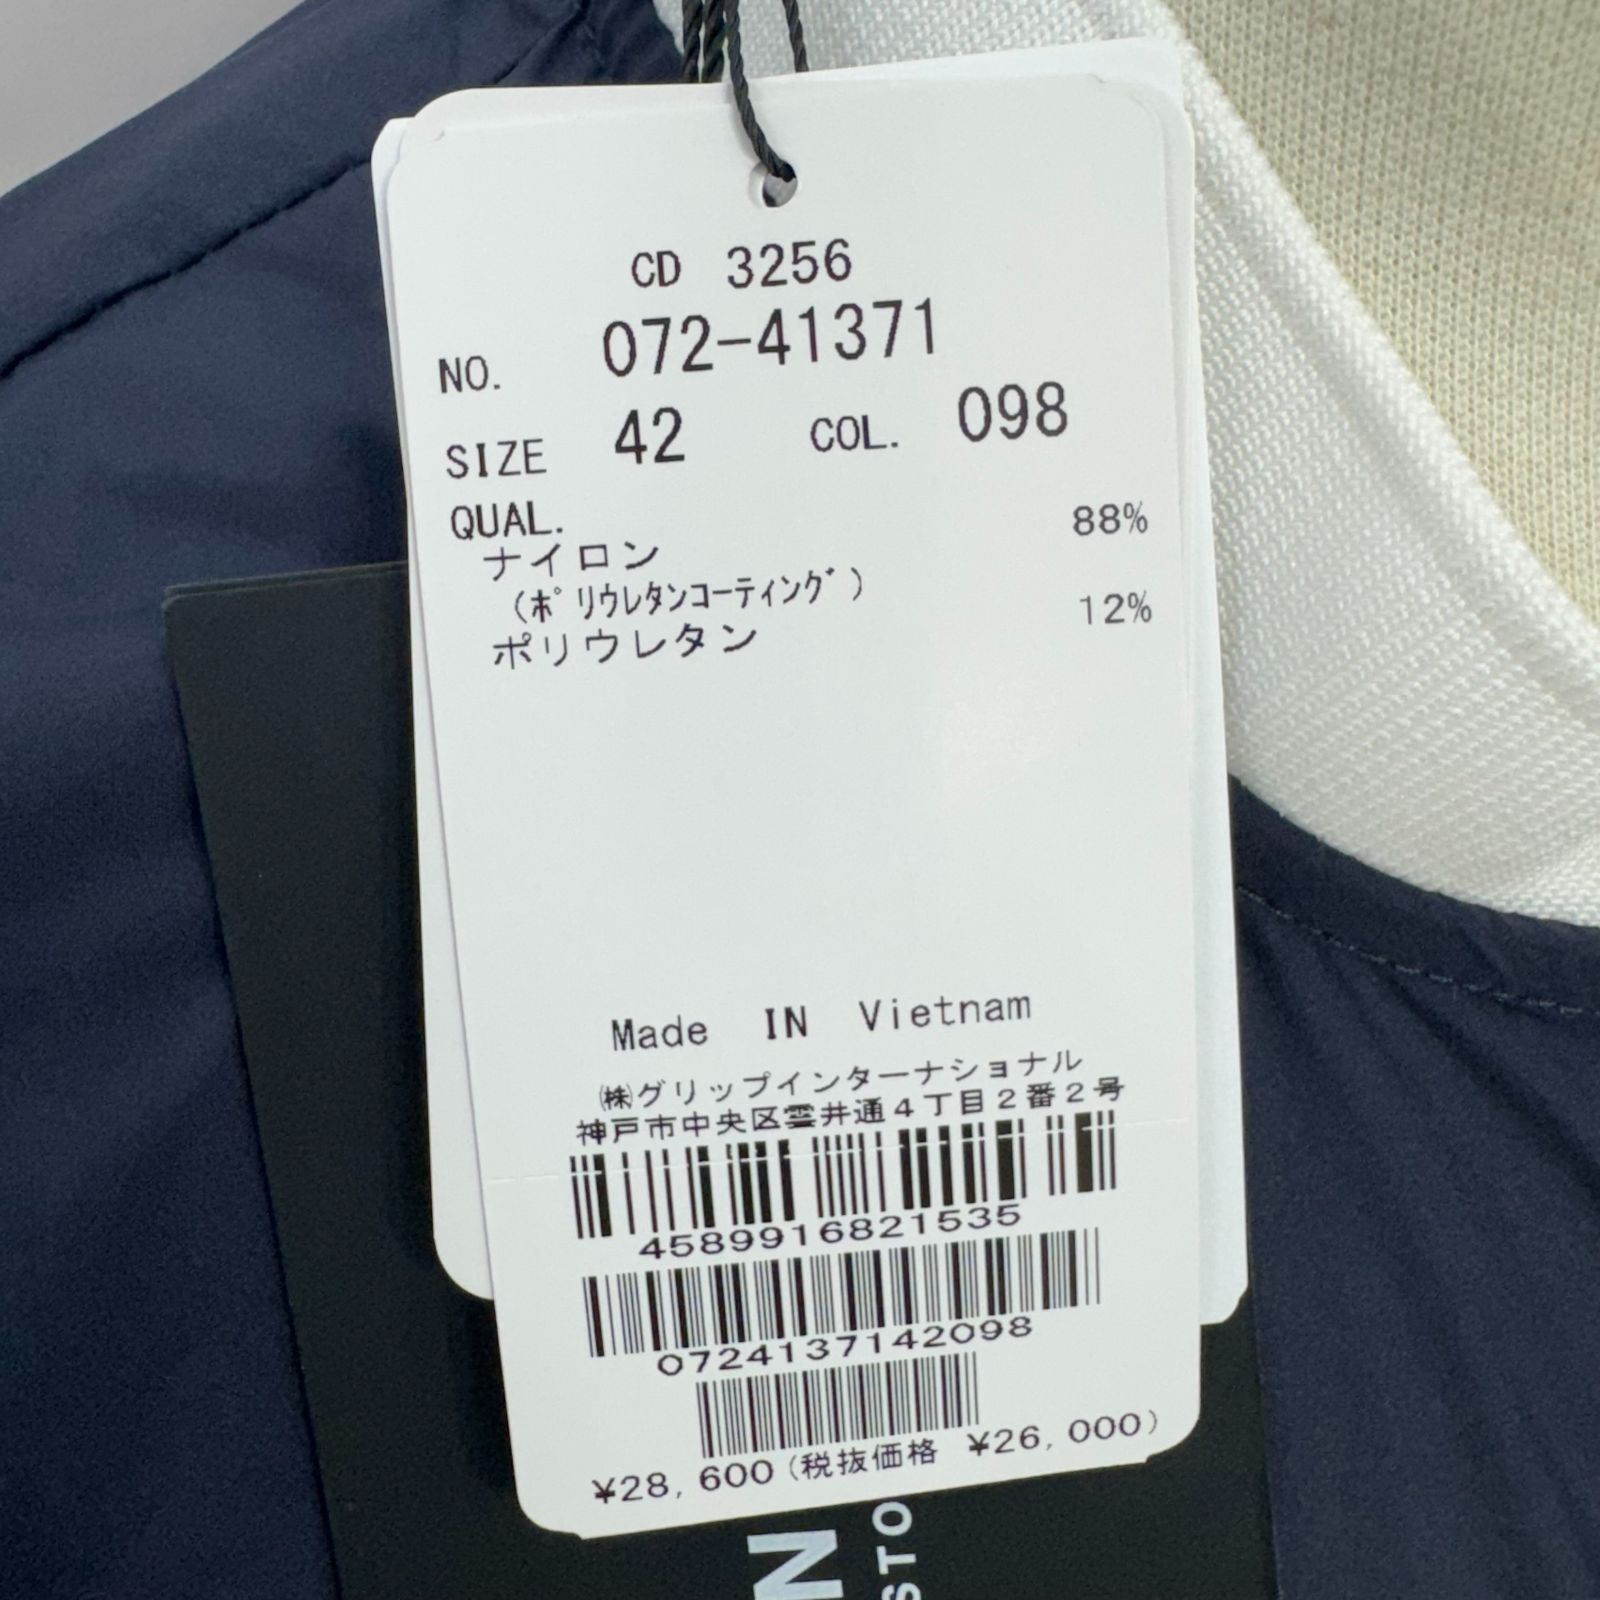 CD 3256
NO. 072-41371
SIZE 42 COL. 098
QUAL.
ナイロン 88%
(ポリウレタンコーティング)
ポリウレタン 12%
Made IN Vietnam
㈱グリップインターナショナル
神戸市中央区雲井通4丁目2番2号
4589916821535
0724137142098
¥28,600(税抜価格 ¥26,000)
N
STO